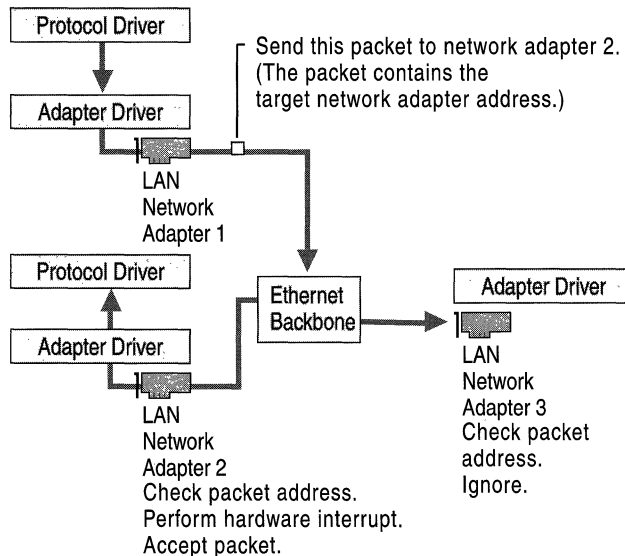 Protocol Driver
Send this packet to network adapter 2.
(The packet contains the
target network adapter address.)
Adapter Driver
LAN
Network
Adapter 1
Protocol Driver
Ethernet
Backbone
Adapter Driver
Adapter Driver
LAN
Network
Adapter 2
Check packet address.
Perform hardware interrupt.
Accept packet.
LAN
Network
Adapter 3
Check packet
address.
Ignore.